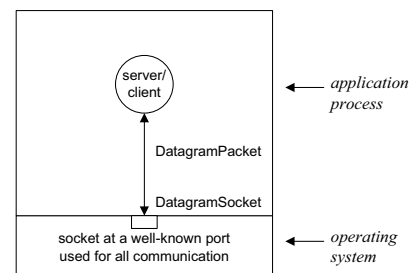 server/
client
application
process
DatagramPacket
DatagramSocket
socket at a well-known port
used for all communication
operating
system